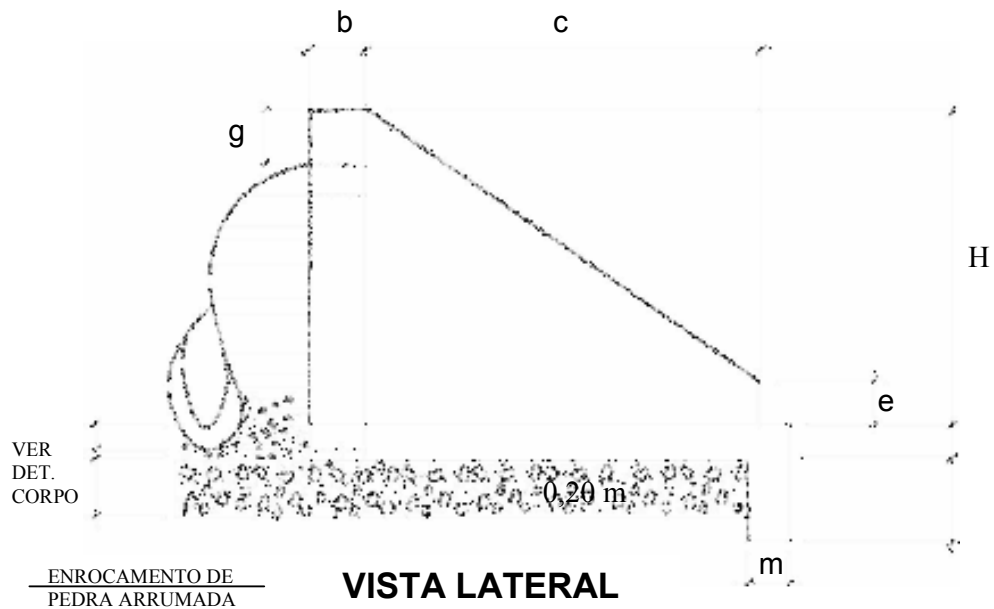 b
c
g
H
e
VER
DET.
CORPO
0,20 m
m
ENROCAMENTO DE
PEDRA ARRUMADA
VISTA LATERAL